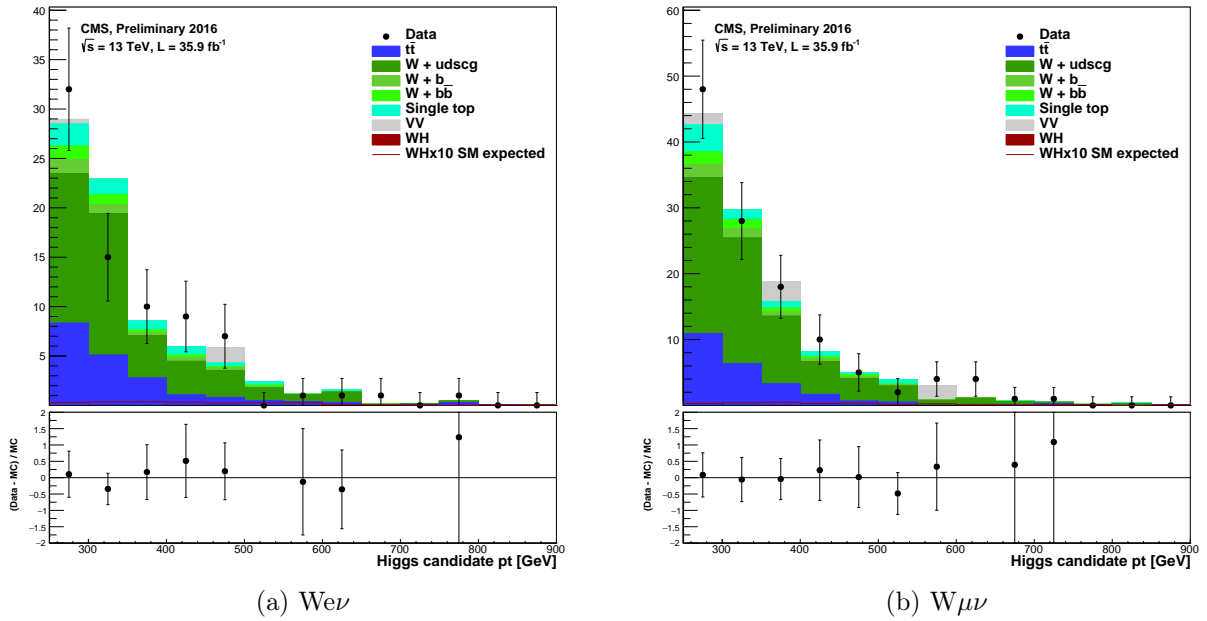 CMS, Preliminary 2016
√s = 13 TeV, L = 35.9 fb⁻¹
Data
tt̄
W + udscg
W + b
W + bb̄
Single top
VV
WH
WHx10 SM expected
40
35
30
25
20
15
10
5
(Data - MC) / MC
2
1.5
1
0.5
0
−0.5
−1
−1.5
−2
300 400 500 600 700 800 900
Higgs candidate pt [GeV]
(a) Weν
CMS, Preliminary 2016
√s = 13 TeV, L = 35.9 fb⁻¹
Data
tt̄
W + udscg
W + b
W + bb̄
Single top
VV
WH
WHx10 SM expected
60
50
40
30
20
10
(Data - MC) / MC
2
1.5
1
0.5
0
−0.5
−1
−1.5
−2
300 400 500 600 700 800 900
Higgs candidate pt [GeV]
(b) Wμν